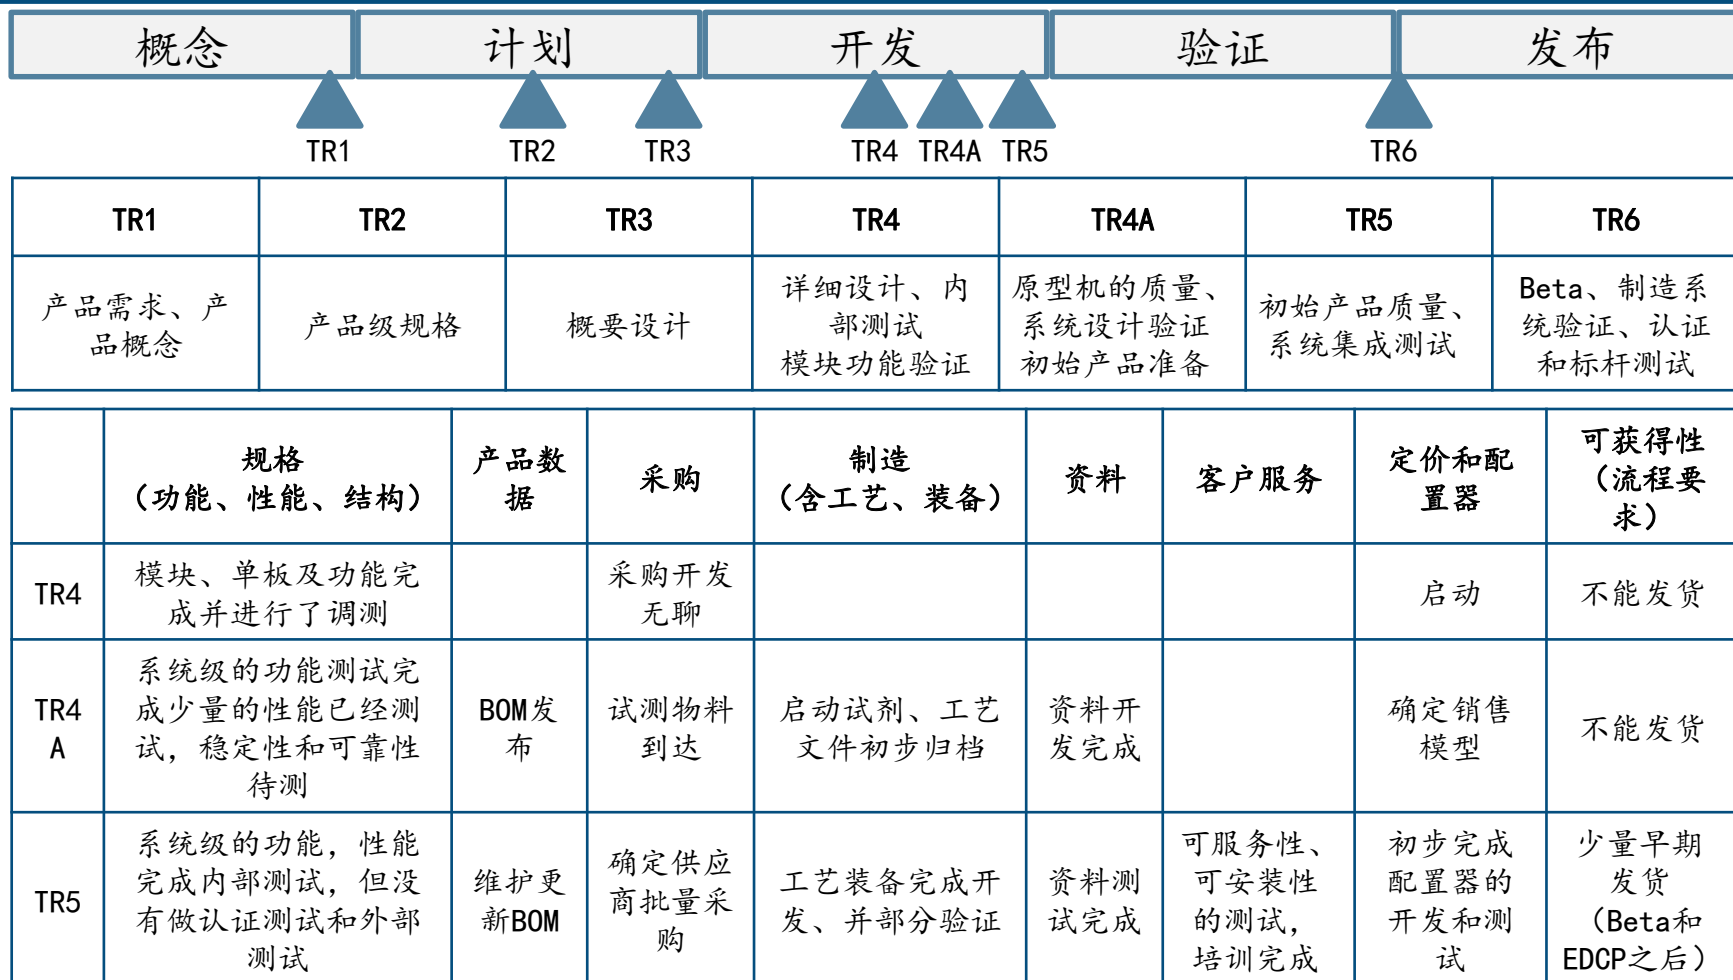 概念 计划 开发 验证 发布
TR1 TR2 TR3 TR4 TR4A TR5 TR6
TR1 TR2 TR3 TR4 TR4A TR5 TR6
产品需求、产
品概念
产品级规格
概要设计
详细设计、内
部测试
模块功能验证
原型机的质量、
系统设计验证
初始产品准备
初始产品质量、
系统集成测试
Beta、制造系
统验证、认证
和标杆测试
规格
（功能、性能、结构）
产品数
据
采购
制造
（含工艺、装备）
资料
客户服务
定价和配
置器
可获得性
（流程要
求）
TR4
模块、单板及功能完
成并进行了调测
采购开发
无聊
启动
不能发货
TR4
A
系统级的功能测试完
成少量的性能已经测
试，稳定性和可靠性
待测
BOM发
布
试测物料
到达
启动试剂、工艺
文件初步归档
资料开
发完成
确定销售
模型
不能发货
TR5
系统级的功能，性能
完成内部测试，但没
有做认证测试和外部
测试
维护更
新BOM
确定供应
商批量采
购
工艺装备完成开
发、并部分验证
资料测
试完成
可服务性、
可安装性
的测试，
培训完成
初步完成
配置器的
开发和测
试
少量早期
发货
（Beta和
EDCP之后）